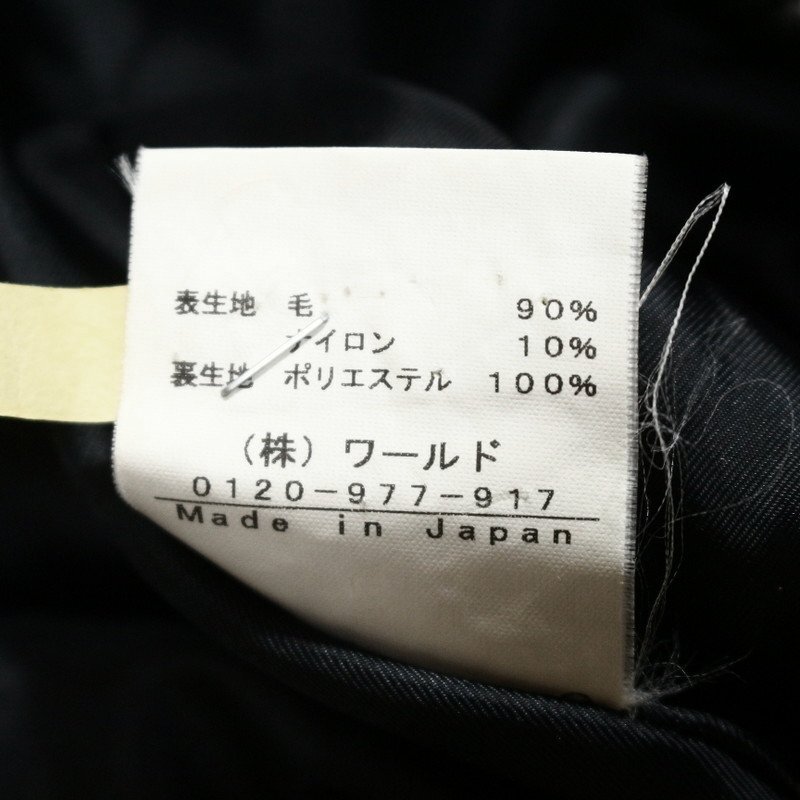 表生地 毛 90%
ナイロン 10%
裏生地 ポリエステル 100%
(株)ワールド
0120-977-917
Made in Japan